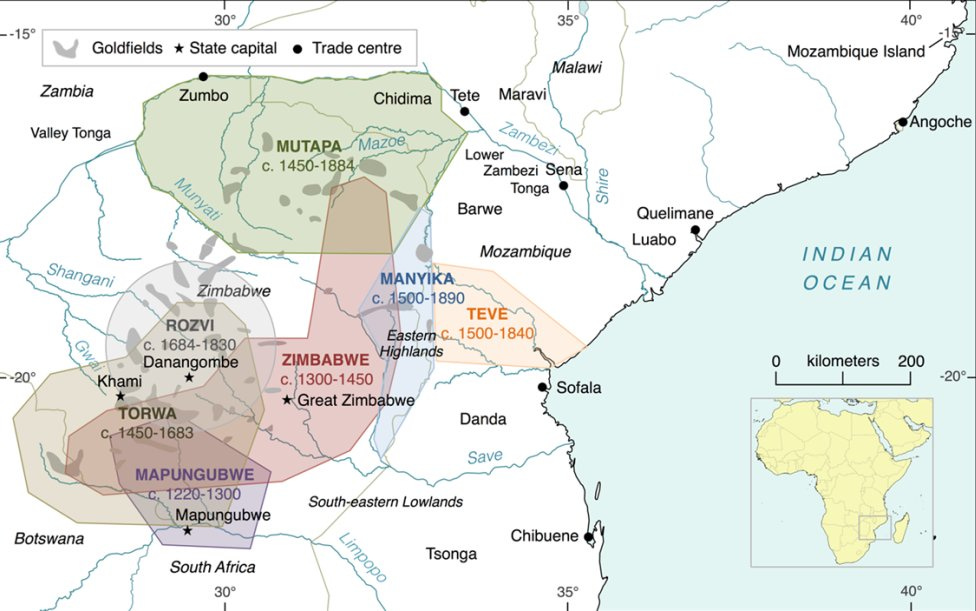 30°
35°
40°
-15°
-15°
Goldfields
State capital
Trade centre
Mozambique Island
Zambia
Zumbo
Chidima
Tete
Malawi
Maravi
Angoche
Valley Tonga
MUTAPA
c. 1450-1884
Mazoe
Zambezi
Lower
Zambezi
Tonga
Sena
Shire
Munyati
Barwe
Quelimane
Luabo
Mozambique
INDIAN
OCEAN
Shangani
Zimbabwe
MANYIKA
c. 1500-1890
TEVE
c. 1500-1840
ROZVI
c. 1684-1830
Eastern
Highlands
Gwai
Danangombe
ZIMBABWE
c. 1300-1450
0 kilometers 200
-20°
-20°
Khami
Great Zimbabwe
Sofala
TORWA
c. 1450-1683
Danda
Save
MAPUNGUBWE
c. 1220-1300
Mapungubwe
South-eastern Lowlands
Botswana
Chibuene
Limpopo
Tsonga
South Africa
30°
35°
40°